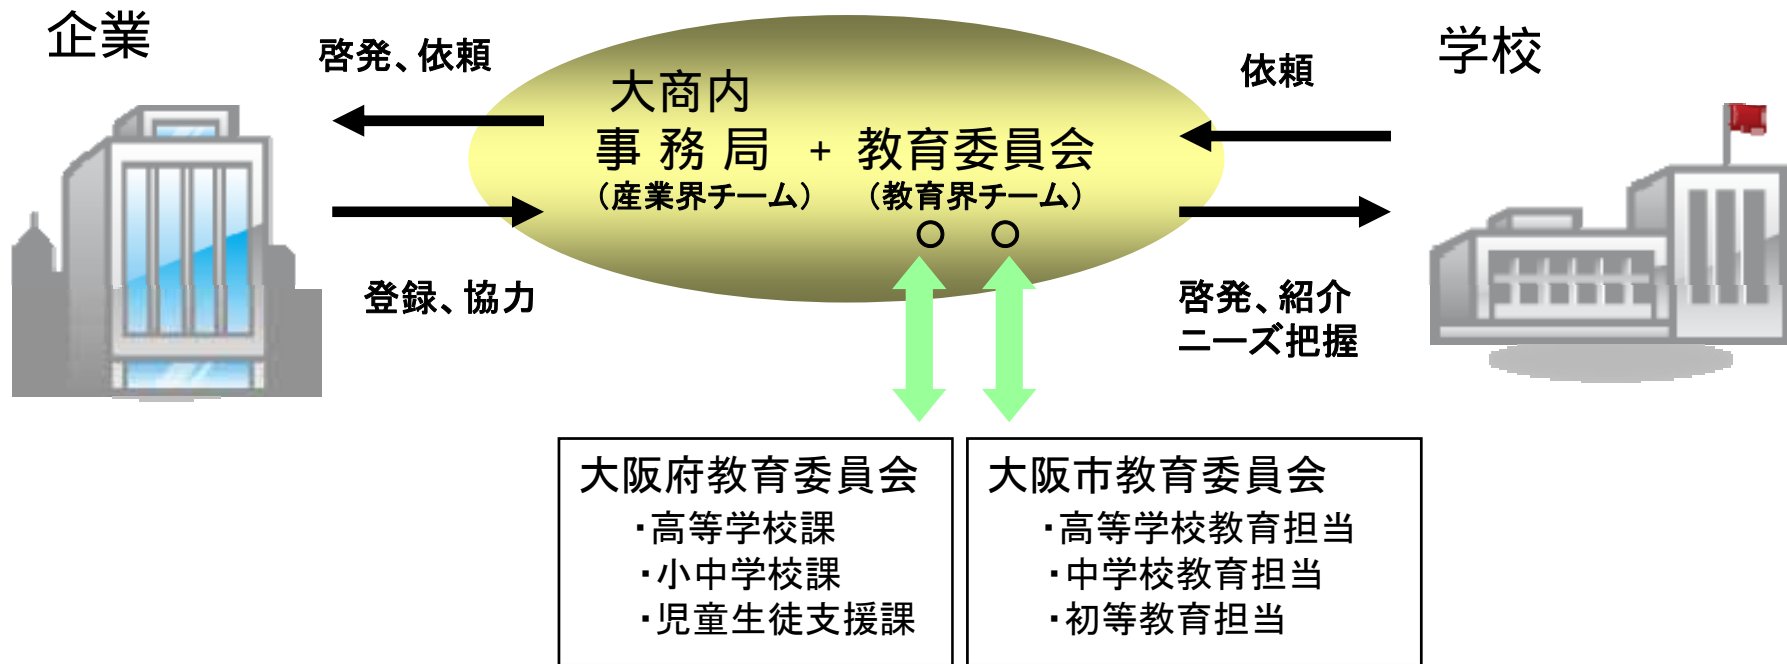 企業
啓発、依頼
登録、協力
大商内
事務局 + 教育委員会
（産業界チーム） （教育界チーム）
○ ○
学校
依頼
啓発、紹介
ニーズ把握
大阪府教育委員会
・高等学校課
・小中学校課
・児童生徒支援課
大阪市教育委員会
・高等学校教育担当
・中学校教育担当
・初等教育担当